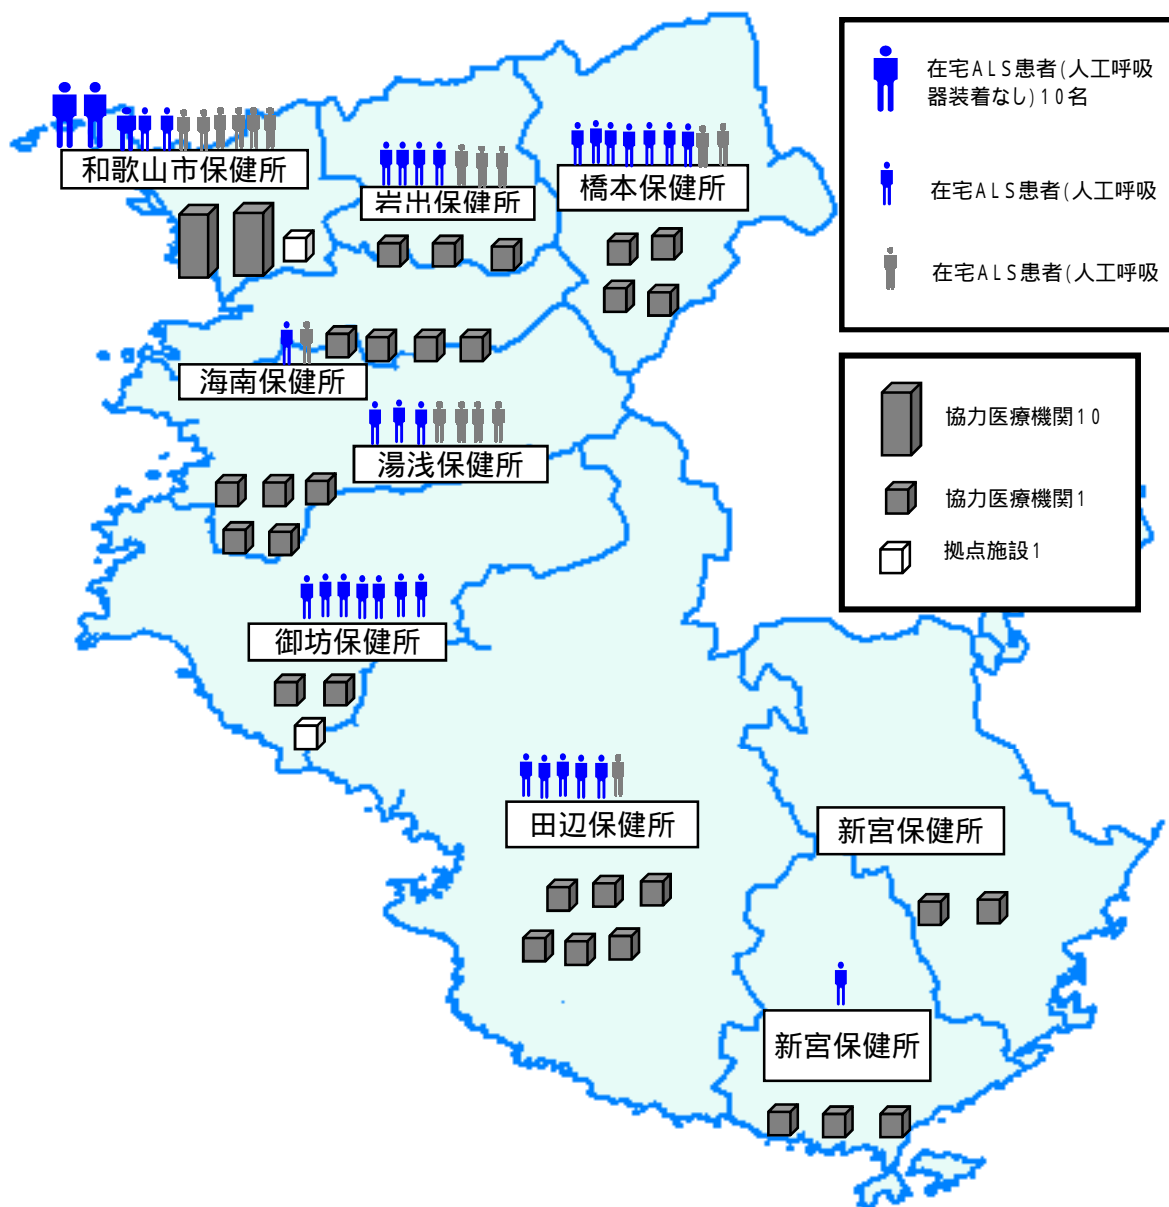 在宅ALS患者(人工呼吸
器装着なし)10名
在宅ALS患者(人工呼吸
在宅ALS患者(人工呼吸
協力医療機関10
協力医療機関1
拠点施設1
和歌山市保健所
岩出保健所
橋本保健所
海南保健所
湯浅保健所
御坊保健所
田辺保健所
新宮保健所
新宮保健所